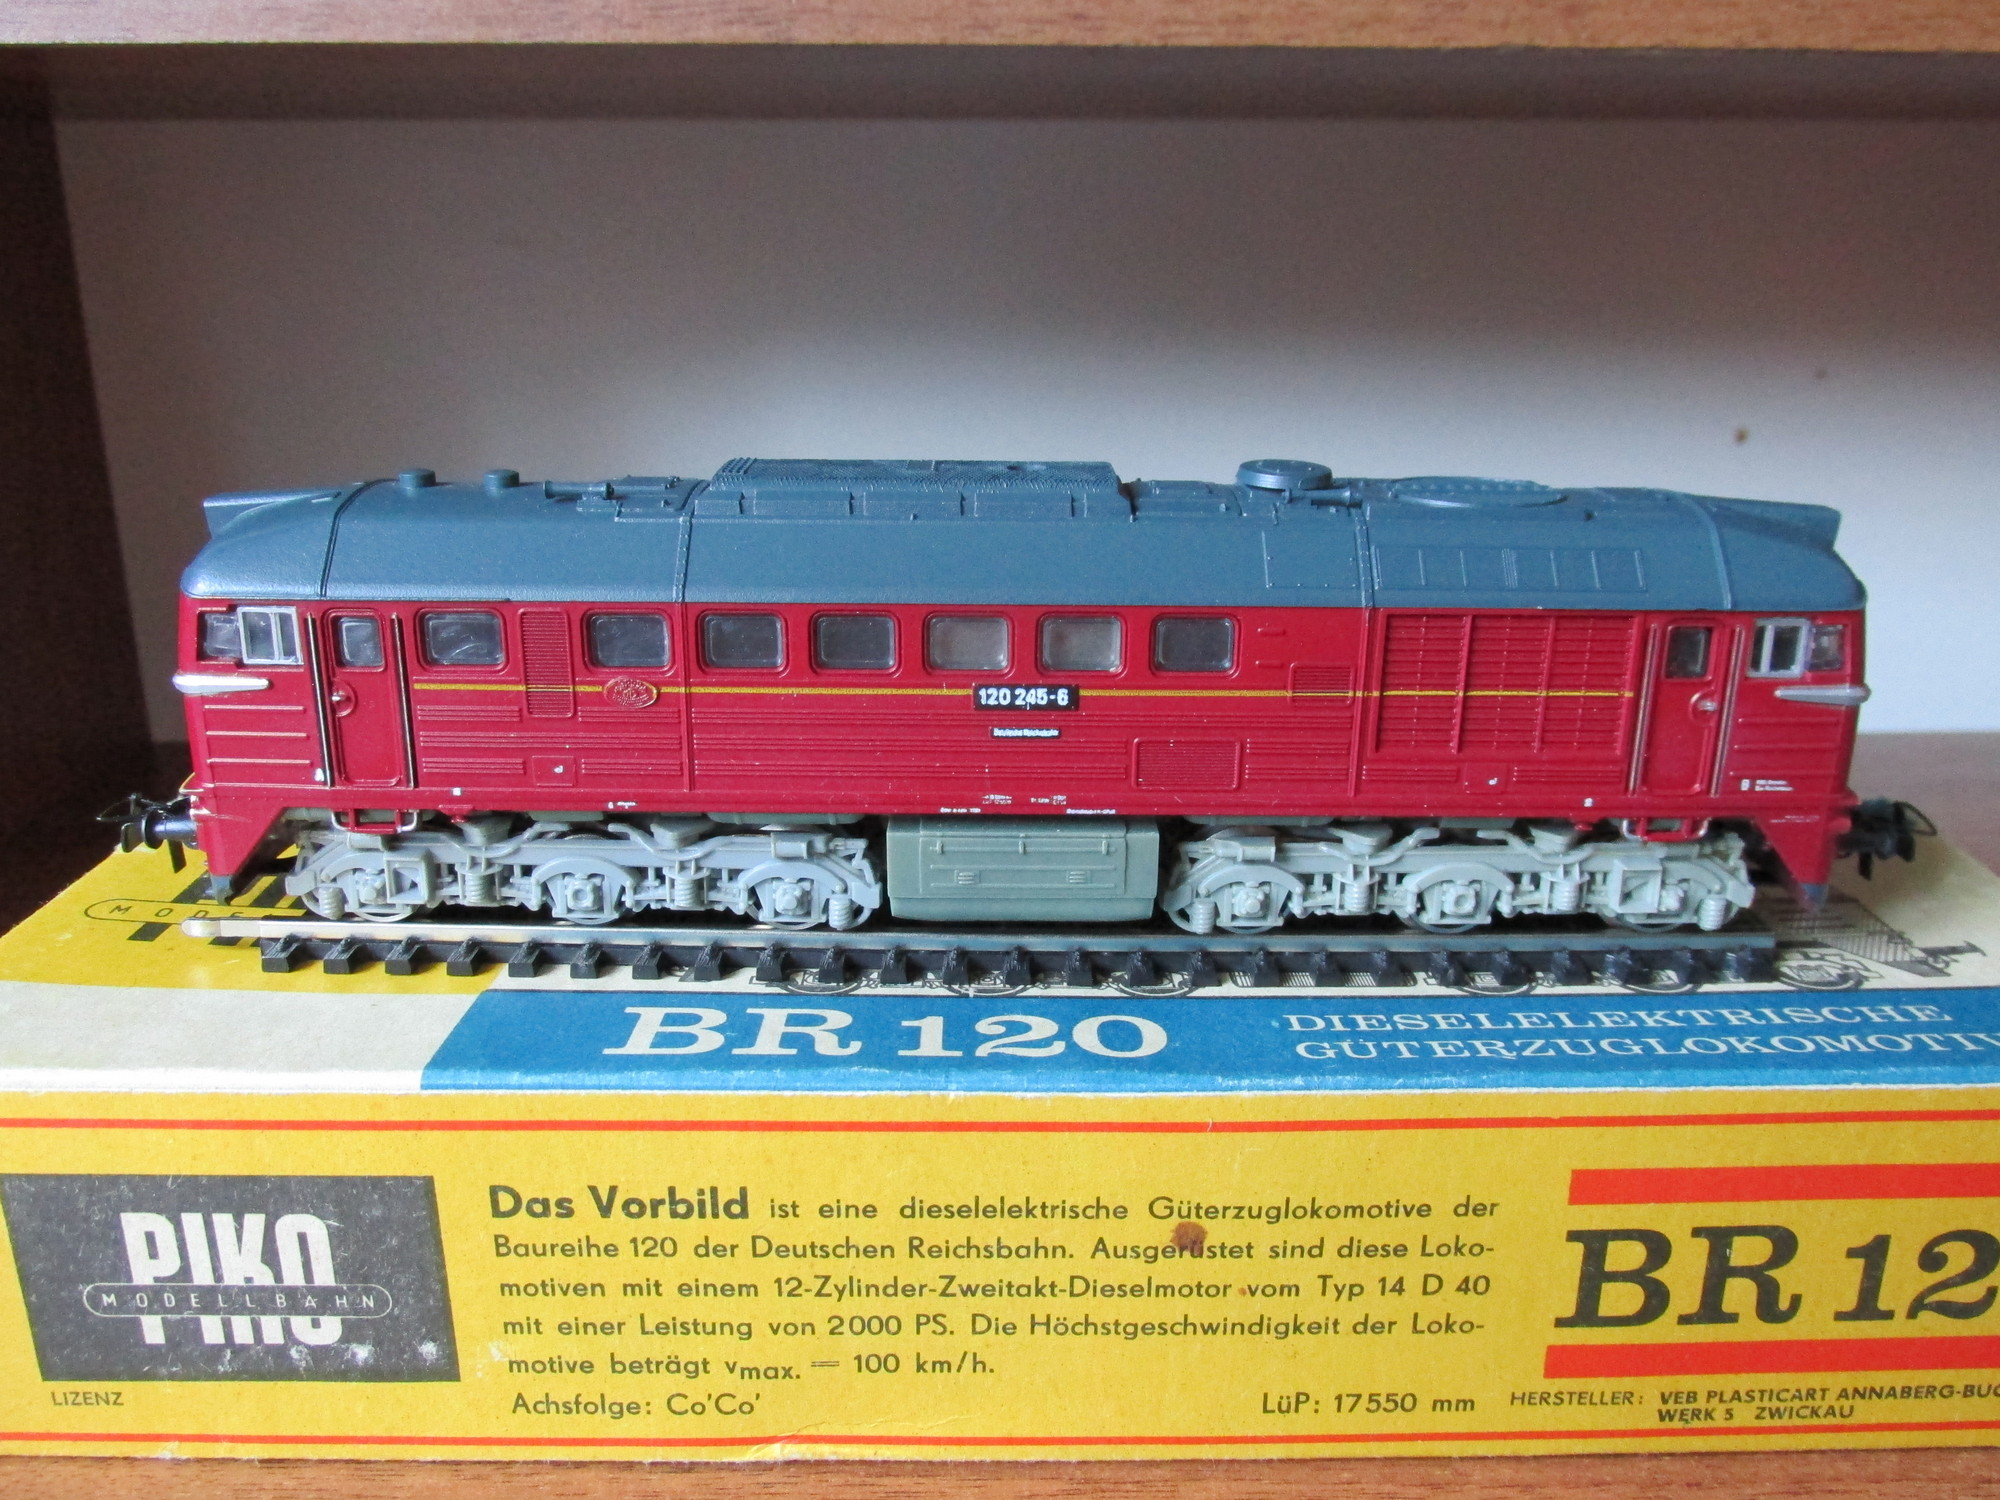 120 245-6
Deutsche Reichsbahn
BR 120
DIESELELEKTRISCHE
GÜTERZUGLOKOMOTIV
PIKO
MODELLBAHN
LIZENZ
Das Vorbild ist eine dieselelektrische Güterzuglokomotive der
Baureihe 120 der Deutschen Reichsbahn. Ausgerüstet sind diese Loko-
motiven mit einem 12-Zylinder-Zweitakt-Dieselmotor vom Typ 14 D 40
mit einer Leistung von 2000 PS. Die Höchstgeschwindigkeit der Loko-
motive beträgt vmax. = 100 km/h.
Achsfolge: Co'Co' LüP: 17550 mm
BR 12
HERSTELLER: VEB PLASTICART ANNABERG-BUC
WERK 5 ZWICKAU